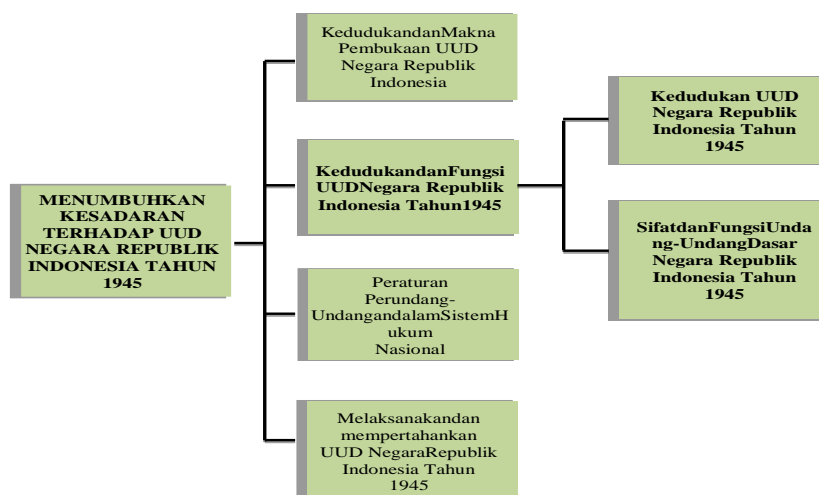 MENUMBUHKAN
KESADARAN
TERHADAP UUD
NEGARA REPUBLIK
INDONESIA TAHUN
1945
KedudukandanMakna
Pembukaan UUD
Negara Republik
Indonesia
KedudukandanFungsi
UUDNegara Republik
Indonesia Tahun1945
Peraturan
Perundang-
UndangandalamSistemH
ukum
Nasional
Melaksanakandan
mempertahankan
UUD NegaraRepublik
Indonesia Tahun
1945
Kedudukan UUD
Negara Republik
Indonesia Tahun
1945
SifatdanFungsiUnda
ng-UndangDasar
Negara Republik
Indonesia Tahun
1945